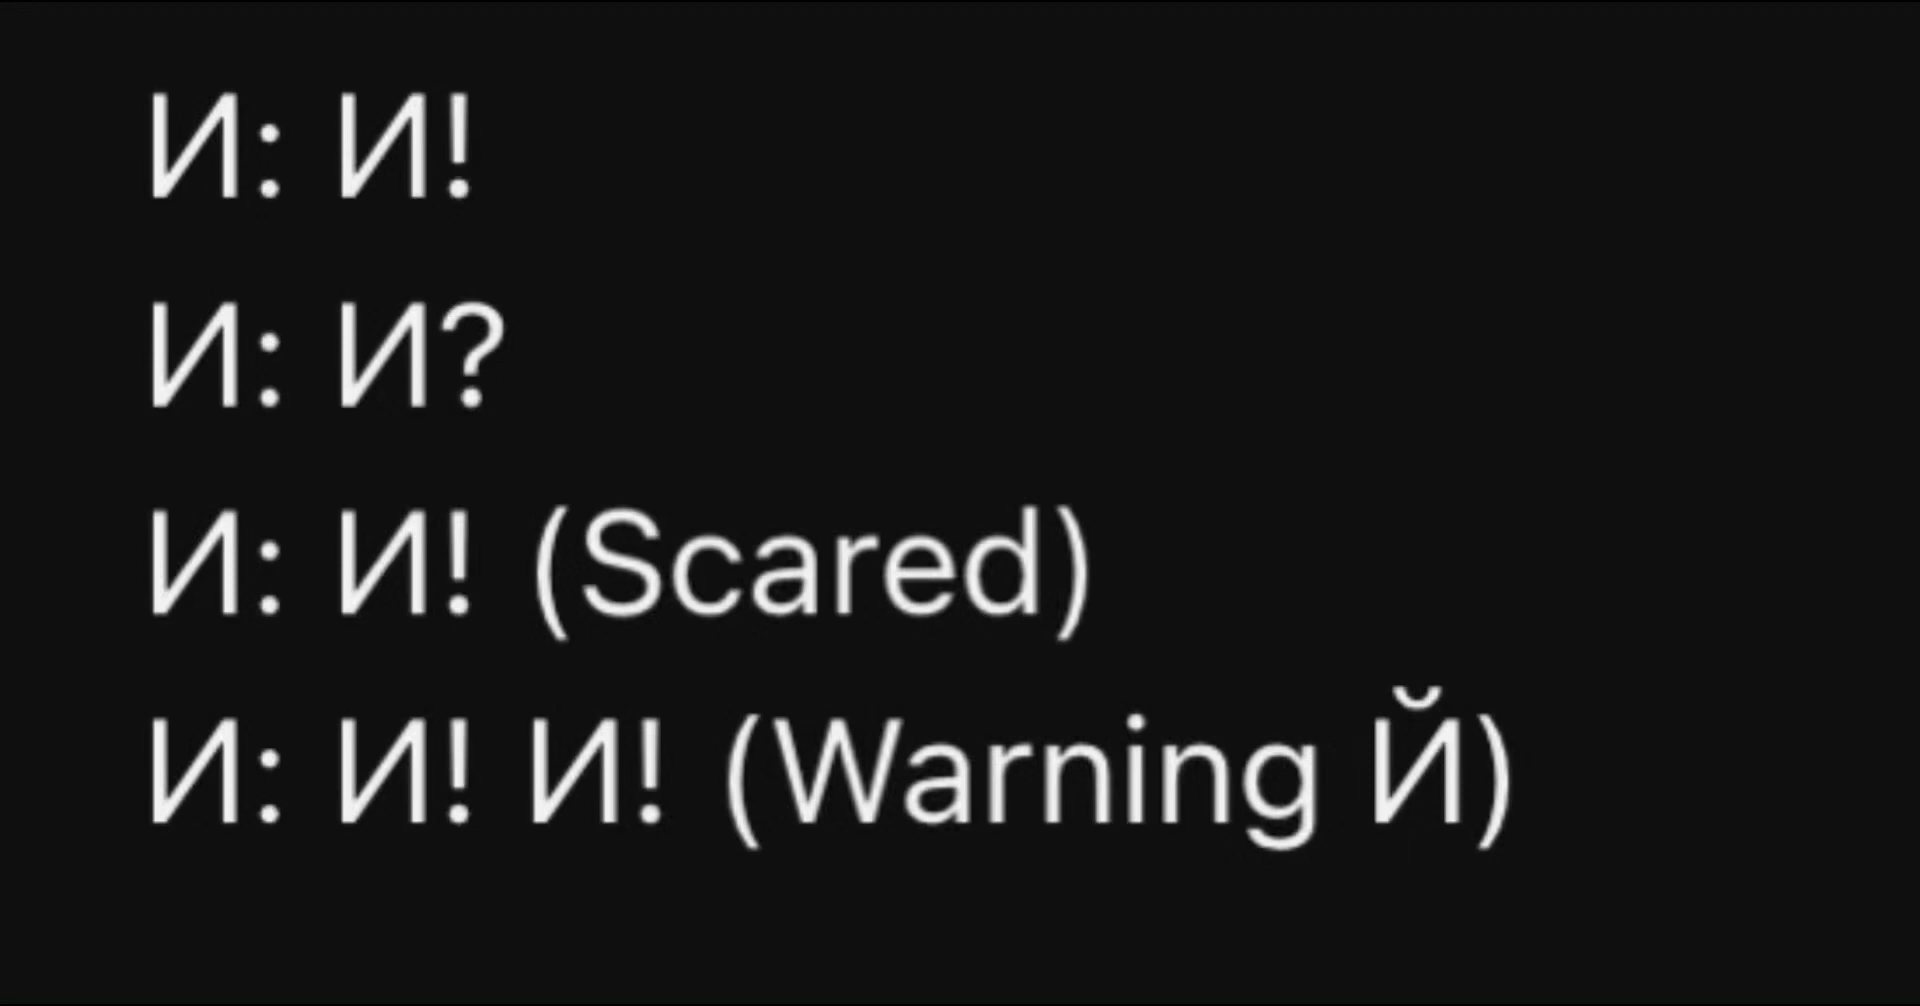 И: И!
И: И?
И: И! (Scared)
И: И! И! (Warning Й)